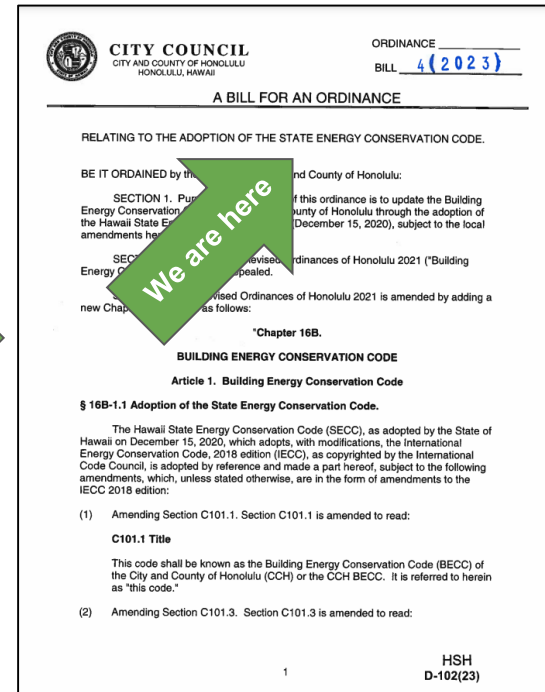 CITY COUNCIL
CITY AND COUNTY OF HONOLULU
HONOLULU, HAWAII
ORDINANCE
BILL 4(2023)
A BILL FOR AN ORDINANCE
RELATING TO THE ADOPTION OF THE STATE ENERGY CONSERVATION CODE.
BE IT ORDAINED by nd County of Honolulu:
SECTION 1. of this ordinance is to update the Building
Energy Conservation unty of Honolulu through the adoption of
the Hawaii State (December 15, 2020), subject to the local
amendments
We are here
rdinances of Honolulu 2021 ("Building
Energy pealed.
vised Ordinances of Honolulu 2021 is amended by adding a
new as follows:
"Chapter 16B.
BUILDING ENERGY CONSERVATION CODE
Article 1. Building Energy Conservation Code
§ 16B-1.1 Adoption of the State Energy Conservation Code.
The Hawaii State Energy Conservation Code (SECC), as adopted by the State of
Hawaii on December 15, 2020, which adopts, with modifications, the International
Energy Conservation Code, 2018 edition (IECC), as copyrighted by the International
Code Council, is adopted by reference and made a part hereof, subject to the following
amendments, which, unless stated otherwise, are in the form of amendments to the
IECC 2018 edition:
(1) Amending Section C101.1. Section C101.1 is amended to read:
C101.1 Title
This code shall be known as the Building Energy Conservation Code (BECC) of
the City and County of Honolulu (CCH) or the CCH BECC. It is referred to herein
as "this code."
(2) Amending Section C101.3. Section C101.3 is amended to read:
1
HSH
D-102(23)